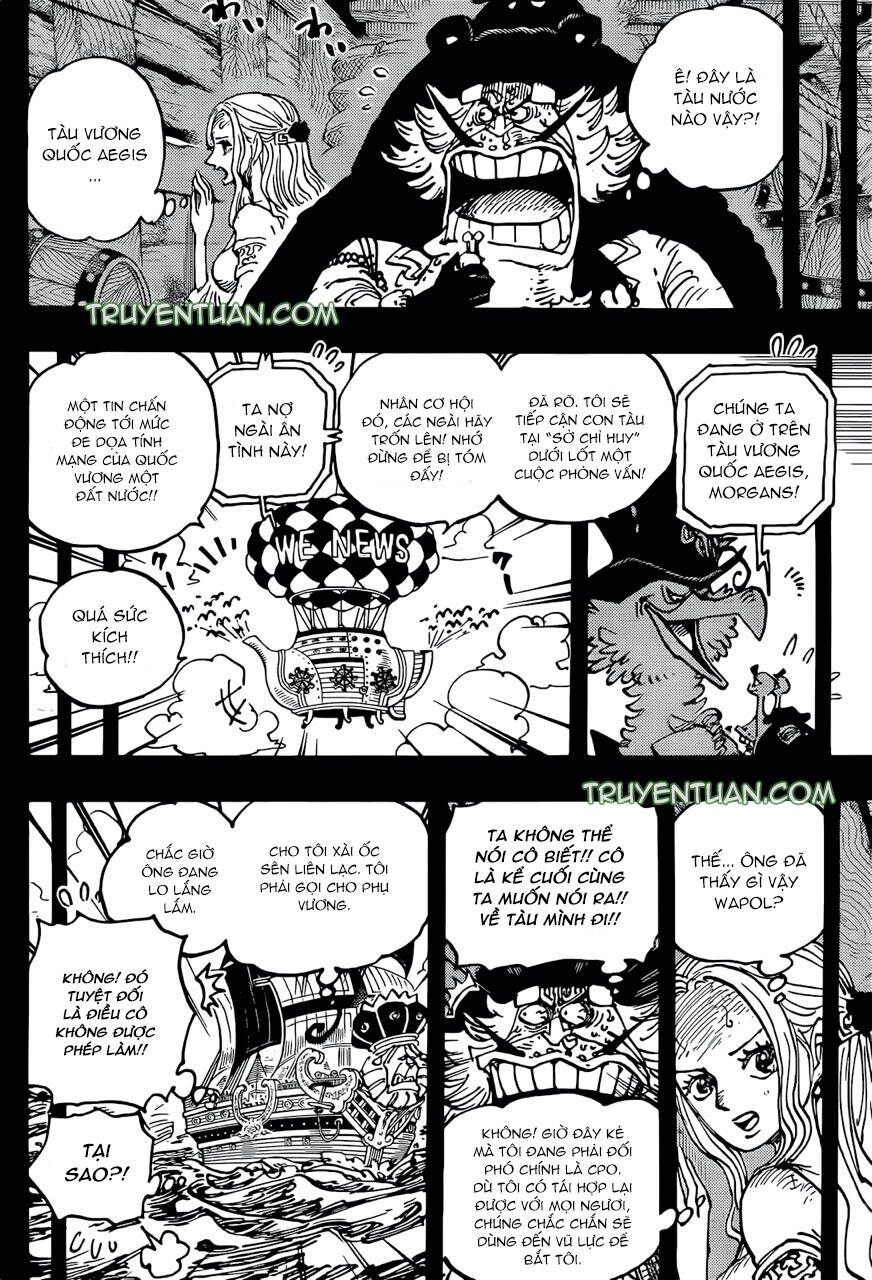 Ê! ĐÂY LÀ
TÀU NƯỚC
NÀO VẬY?!
TÀU VƯƠNG
QUỐC AEGIS
...
TRUYENTUAN.COM
CHÚNG TA
ĐANG Ở TRÊN
TÀU VƯƠNG
QUỐC AEGIS,
MORGANS!
ĐÃ RÕ. TÔI SẼ
TIẾP CẬN CON TÀU
TẠI “SỞ CHỈ HUY”
DƯỚI LỐT MỘT
CUỘC PHỎNG VẤN!
NHÂN CƠ HỘI
ĐÓ, CÁC NGÀI HÃY
TRỐN LÊN! NHỚ
ĐỪNG ĐỂ BỊ TÓM
ĐẤY!
TA NỢ
NGÀI ÂN
TÌNH NÀY!
MỘT TIN CHẤN
ĐỘNG TỚI MỨC
ĐE DỌA TÍNH
MẠNG CỦA QUỐC
VƯƠNG MỘT
ĐẤT NƯỚC!!
WE NEWS
QUÁ SỨC
KÍCH
THÍCH!!
TRUYENTUAN.COM
THẾ... ÔNG ĐÃ
THẤY GÌ VẬY
WAPOL?
TA KHÔNG THỂ
NÓI CÔ BIẾT!! CÔ
LÀ KẺ CUỐI CÙNG
TA MUỐN NÓI RA!!
VỀ TÀU MÌNH ĐI!!
KHÔNG! GIỜ ĐÂY KẺ
MÀ TÔI ĐANG PHẢI ĐỐI
PHÓ CHÍNH LÀ CP0.
DÙ TÔI CÓ TÁI HỢP LẠI
ĐƯỢC VỚI MỌI NGƯỜI,
CHÚNG CHẮC CHẮN SẼ
DÙNG ĐẾN VŨ LỰC ĐỂ
BẮT TÔI.
CHO TÔI XÀI ỐC
SÊN LIÊN LẠC. TÔI
PHẢI GỌI CHO PHỤ
VƯƠNG.
CHẮC GIỜ
ÔNG ĐANG
LO LẮNG
LẮM.
KHÔNG! ĐÓ
TUYỆT ĐỐI
LÀ ĐIỀU CÔ
KHÔNG ĐƯỢC
PHÉP LÀM!!
TẠI
SAO?!